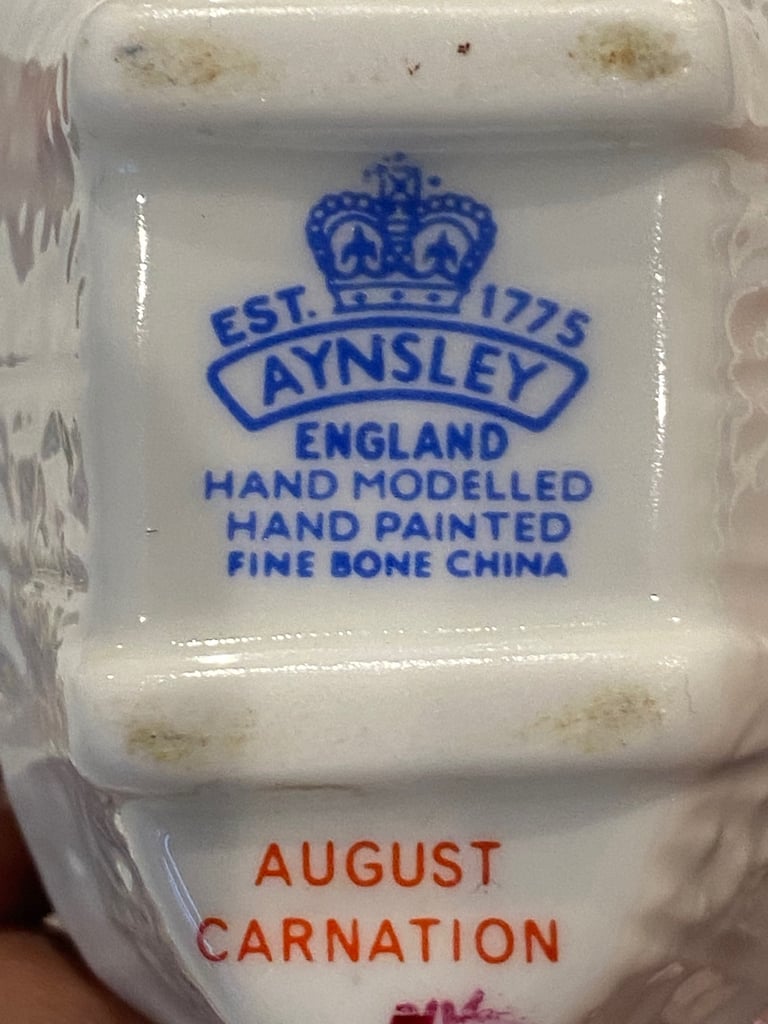 EST. 1775
AYNSLEY
ENGLAND
HAND MODELLED
HAND PAINTED
FINE BONE CHINA
AUGUST
CARNATION